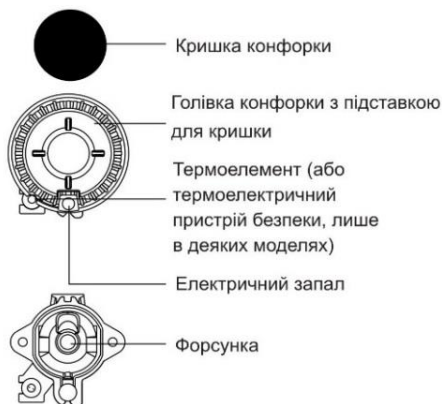 Кришка конфорки
Голівка конфорки з підставкою
для кришки
Термоелемент (або
термоелектричний
пристрій безпеки, лише
в деяких моделях)
Електричний запал
Форсунка